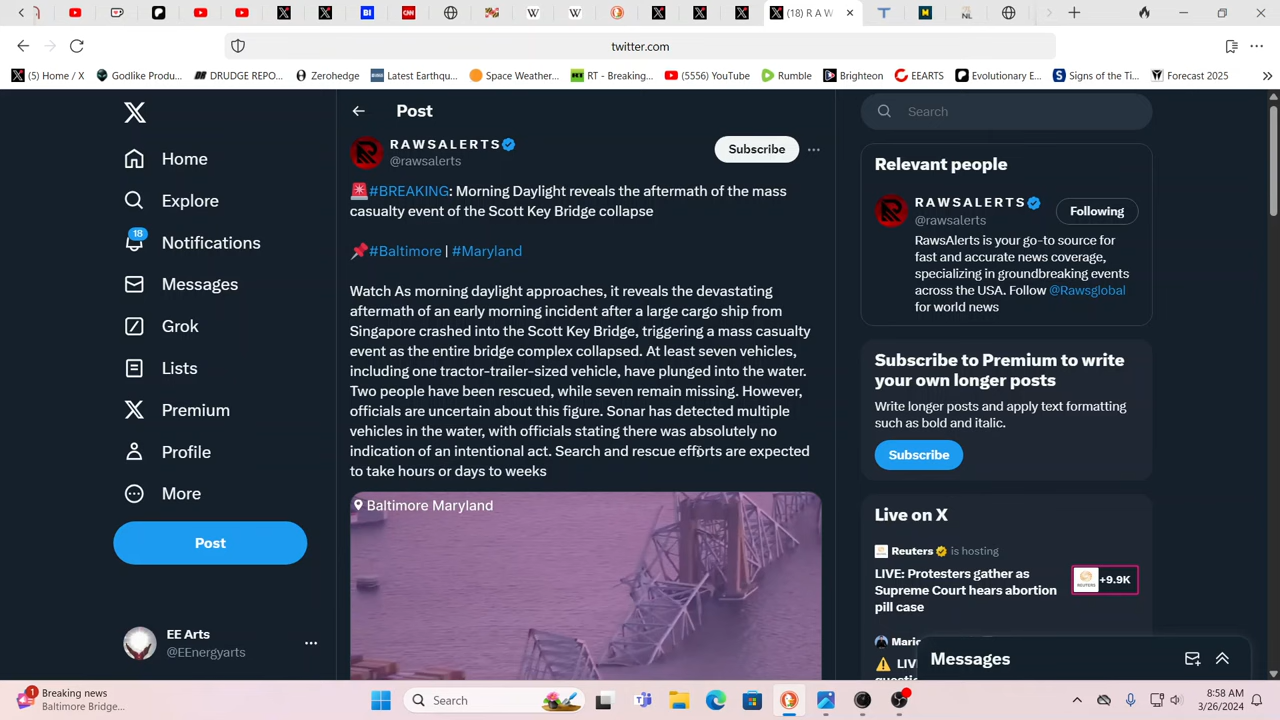 (18) R A W
twitter.com
(5) Home / X
Godlike Produ...
DRUDGE REPO...
Zerohedge
Latest Earthqu...
Space Weather...
RT - Breaking...
(5556) YouTube
Rumble
Brighteon
EEARTS
Evolutionary E...
Signs of the Ti...
Forecast 2025
Home
Explore
18
Notifications
Messages
Grok
Lists
Premium
Profile
More
Post
EE Arts
@EEnergyarts
Post
R A W S A L E R T S
@rawsalerts
Subscribe
🚨#BREAKING: Morning Daylight reveals the aftermath of the mass
casualty event of the Scott Key Bridge collapse
📌#Baltimore | #Maryland
Watch As morning daylight approaches, it reveals the devastating
aftermath of an early morning incident after a large cargo ship from
Singapore crashed into the Scott Key Bridge, triggering a mass casualty
event as the entire bridge complex collapsed. At least seven vehicles,
including one tractor-trailer-sized vehicle, have plunged into the water.
Two people have been rescued, while seven remain missing. However,
officials are uncertain about this figure. Sonar has detected multiple
vehicles in the water, with officials stating there was absolutely no
indication of an intentional act. Search and rescue efforts are expected
to take hours or days to weeks
Baltimore Maryland
Search
Relevant people
R A W S A L E R T S
@rawsalerts
Following
RawsAlerts is your go-to source for
fast and accurate news coverage,
specializing in groundbreaking events
across the USA. Follow @Rawsglobal
for world news
Subscribe to Premium to write
your own longer posts
Write longer posts and apply text formatting
such as bold and italic.
Subscribe
Live on X
Reuters is hosting
LIVE: Protesters gather as
Supreme Court hears abortion
pill case
+9.9K
Messages
1
Breaking news
Baltimore Bridge...
Search
8:58 AM
3/26/2024